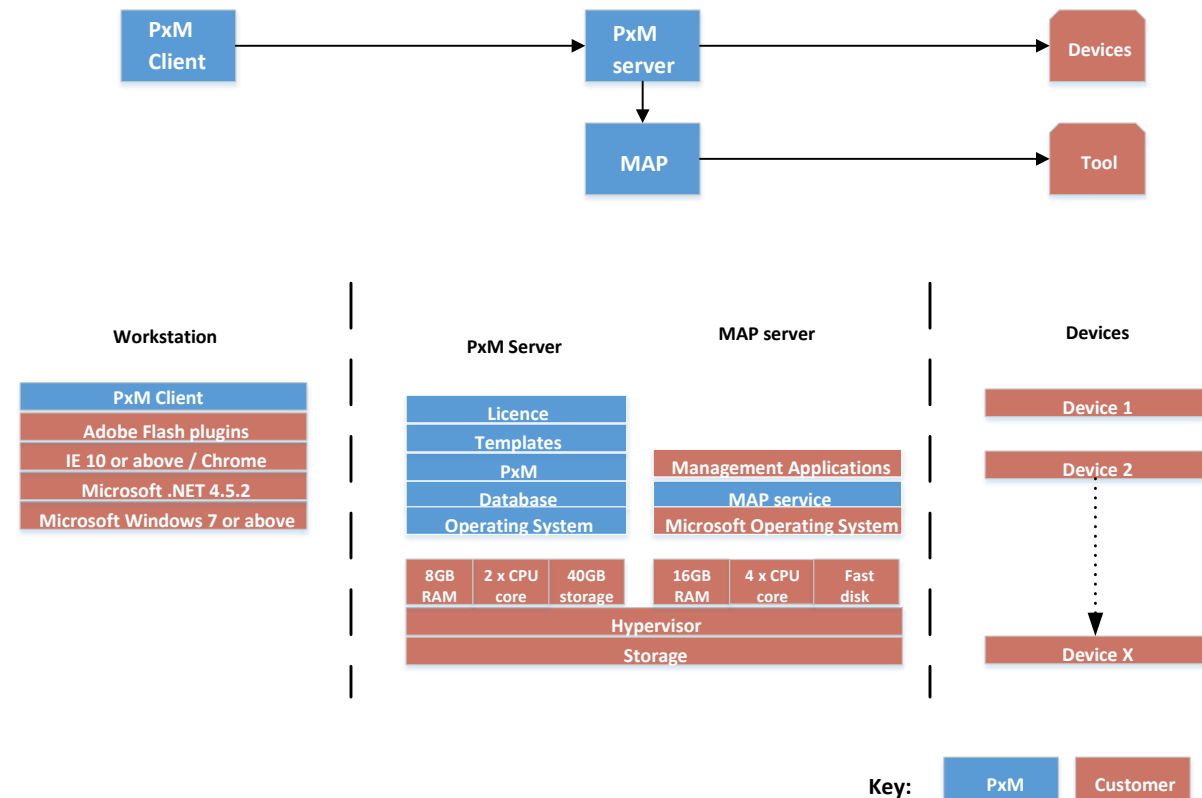 PxM
Client
PxM
server
Devices
MAP
Tool
Workstation
PxM Server
MAP server
Devices
PxM Client
Adobe Flash plugins
IE 10 or above / Chrome
Microsoft .NET 4.5.2
Microsoft Windows 7 or above
Licence
Templates
PxM
Database
Operating System
8GB
RAM
2 x CPU
core
40GB
storage
Management Applications
MAP service
Microsoft Operating System
16GB
RAM
4 x CPU
core
Fast
disk
Hypervisor
Storage
Device 1
Device 2
Device X
Key:
PxM
Customer